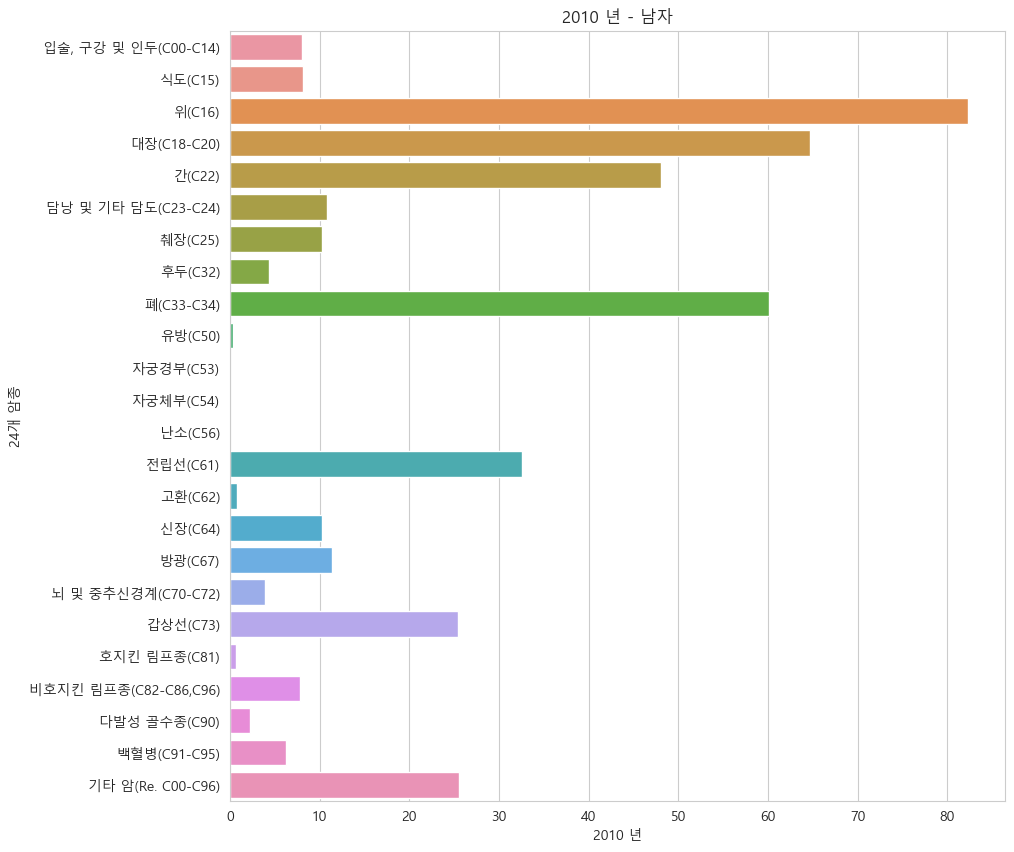 2010 년 - 남자
24개 암종
입술, 구강 및 인두(C00-C14)
식도(C15)
위(C16)
대장(C18-C20)
간(C22)
담낭 및 기타 담도(C23-C24)
췌장(C25)
후두(C32)
폐(C33-C34)
유방(C50)
자궁경부(C53)
자궁체부(C54)
난소(C56)
전립선(C61)
고환(C62)
신장(C64)
방광(C67)
뇌 및 중추신경계(C70-C72)
갑상선(C73)
호지킨 림프종(C81)
비호지킨 림프종(C82-C86,C96)
다발성 골수종(C90)
백혈병(C91-C95)
기타 암(Re. C00-C96)
0 10 20 30 40 50 60 70 80
2010 년